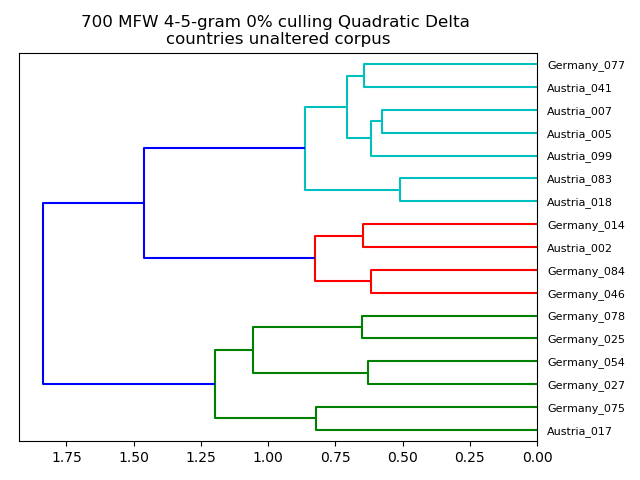 700 MFW 4-5-gram 0% culling Quadratic Delta
countries unaltered corpus
Germany_077
Austria_041
Austria_007
Austria_005
Austria_099
Austria_083
Austria_018
Germany_014
Austria_002
Germany_084
Germany_046
Germany_078
Germany_025
Germany_054
Germany_027
Germany_075
Austria_017
1.75 1.50 1.25 1.00 0.75 0.50 0.25 0.00